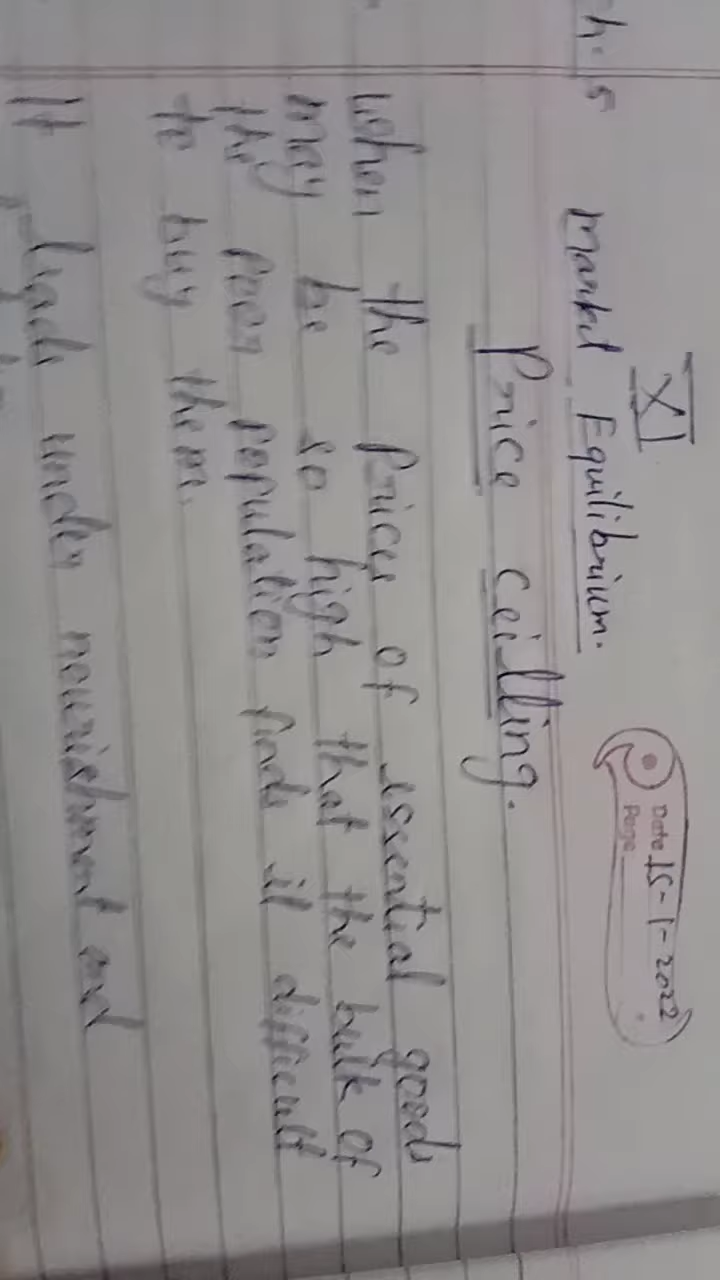 XI
Date 15-1-2022
Page
Ch.5 Market Equilibrium.
Price ceilling.
When the Prices of essential goods
may be so high that the bulk of
the Poor Population finds it difficult
to buy them.
It leads under nourishment and